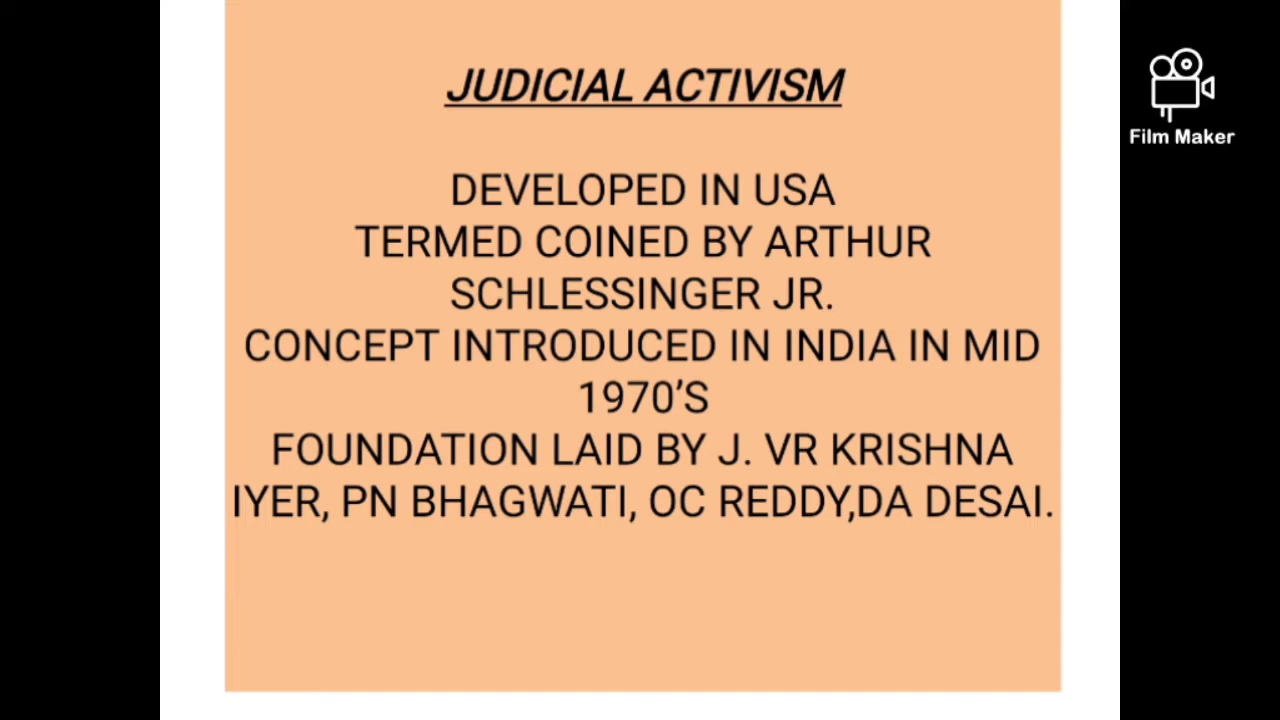 JUDICIAL ACTIVISM
Film Maker
DEVELOPED IN USA
TERMED COINED BY ARTHUR
SCHLESSINGER JR.
CONCEPT INTRODUCED IN INDIA IN MID
1970’S
FOUNDATION LAID BY J. VR KRISHNA
IYER, PN BHAGWATI, OC REDDY,DA DESAI.